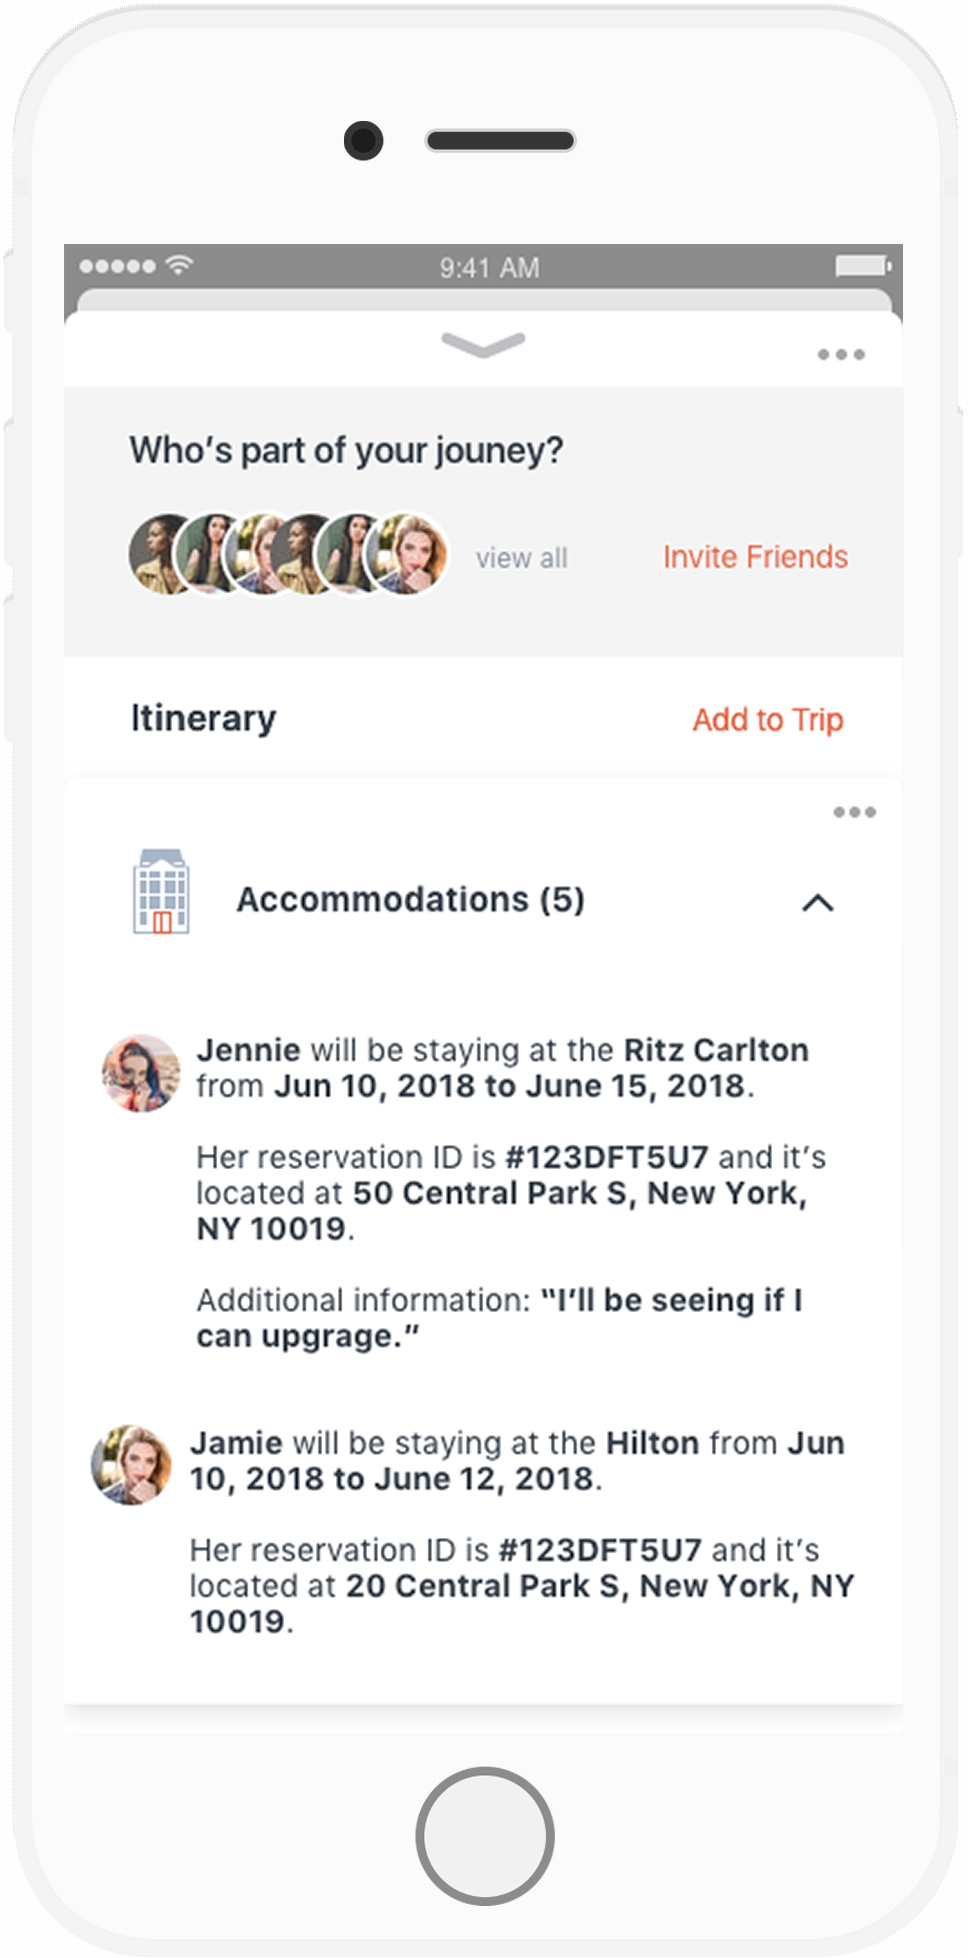 9:41 AM
Who's part of your jouney?
view all
Invite Friends
Itinerary
Add to Trip
Accommodations (5)
Jennie will be staying at the Ritz Carlton
from Jun 10, 2018 to June 15, 2018.
Her reservation ID is #123DFT5U7 and it's
located at 50 Central Park S, New York,
NY 10019.
Additional information: “I'll be seeing if I
can upgrage.”
Jamie will be staying at the Hilton from Jun
10, 2018 to June 12, 2018.
Her reservation ID is #123DFT5U7 and it's
located at 20 Central Park S, New York, NY
10019.